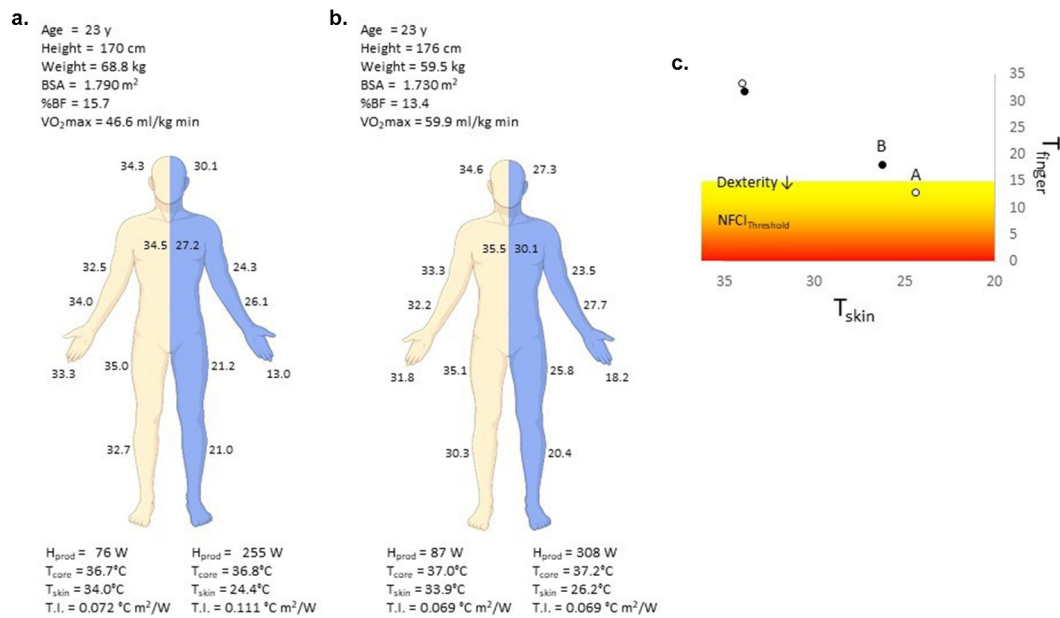 a.
Age = 23 y
Height = 170 cm
Weight = 68.8 kg
BSA = 1.790 m²
%BF = 15.7
VO₂max = 46.6 ml/kg min
34.3 30.1
34.5 27.2
32.5 24.3
34.0 26.1
33.3 35.0 21.2 13.0
32.7 21.0
Hprod = 76 W Hprod = 255 W
Tcore = 36.7°C Tcore = 36.8°C
Tskin = 34.0°C Tskin = 24.4°C
T.I. = 0.072 °C m²/W T.I. = 0.111 °C m²/W
b.
Age = 23 y
Height = 176 cm
Weight = 59.5 kg
BSA = 1.730 m²
%BF = 13.4
VO₂max = 59.9 ml/kg min
34.6 27.3
35.5 30.1
33.3 23.5
32.2 27.7
31.8 35.1 25.8 18.2
30.3 20.4
Hprod = 87 W Hprod = 308 W
Tcore = 37.0°C Tcore = 37.2°C
Tskin = 33.9°C Tskin = 26.2°C
T.I. = 0.069 °C m²/W T.I. = 0.069 °C m²/W
c.
35
30
25
20
15
10
5
0
Tfinger
B
A
Dexterity ↓
NFCIThreshold
35 30 25 20
Tskin